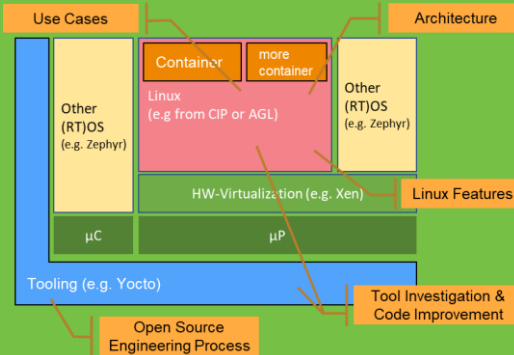 Use Cases
Architecture
Container
more
container
Other
(RT)OS
(e.g. Zephyr)
Linux
(e.g from CIP or AGL)
Other
(RT)OS
(e.g. Zephyr)
HW-Virtualization (e.g. Xen)
Linux Features
µC
µP
Tooling (e.g. Yocto)
Tool Investigation &
Code Improvement
Open Source
Engineering Process